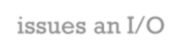 issues an I/O